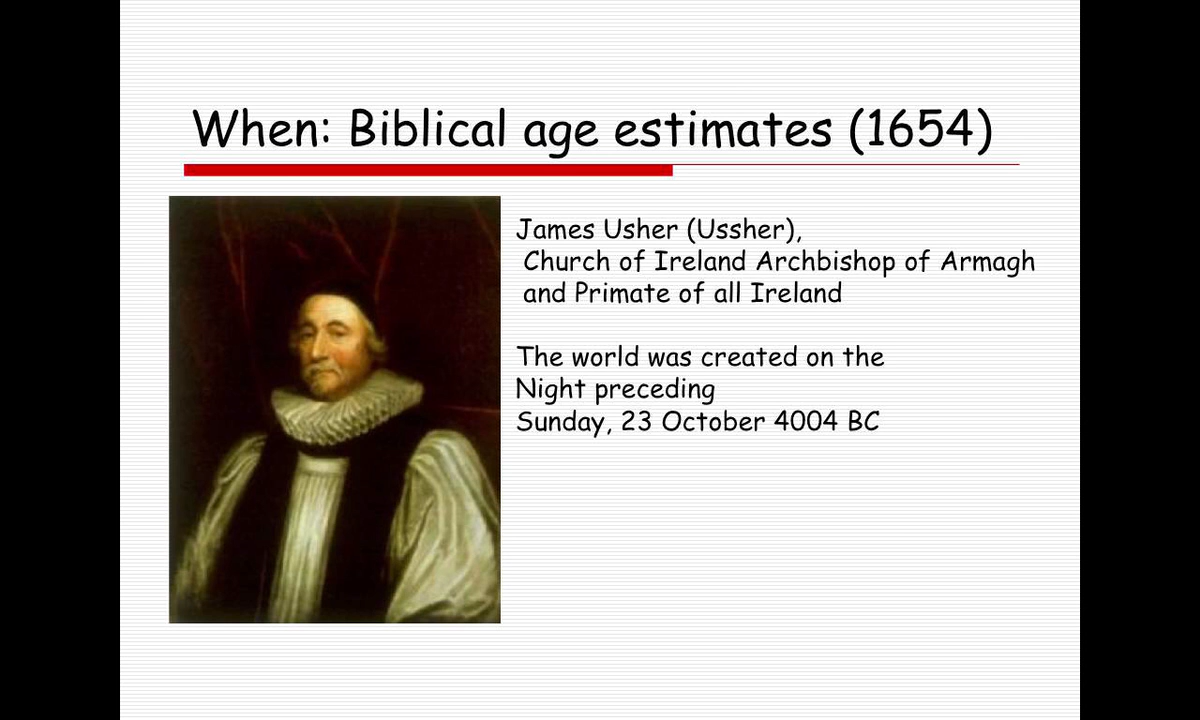 When: Biblical age estimates (1654)
James Usher (Ussher),
Church of Ireland Archbishop of Armagh
and Primate of all Ireland
The world was created on the
Night preceding
Sunday, 23 October 4004 BC